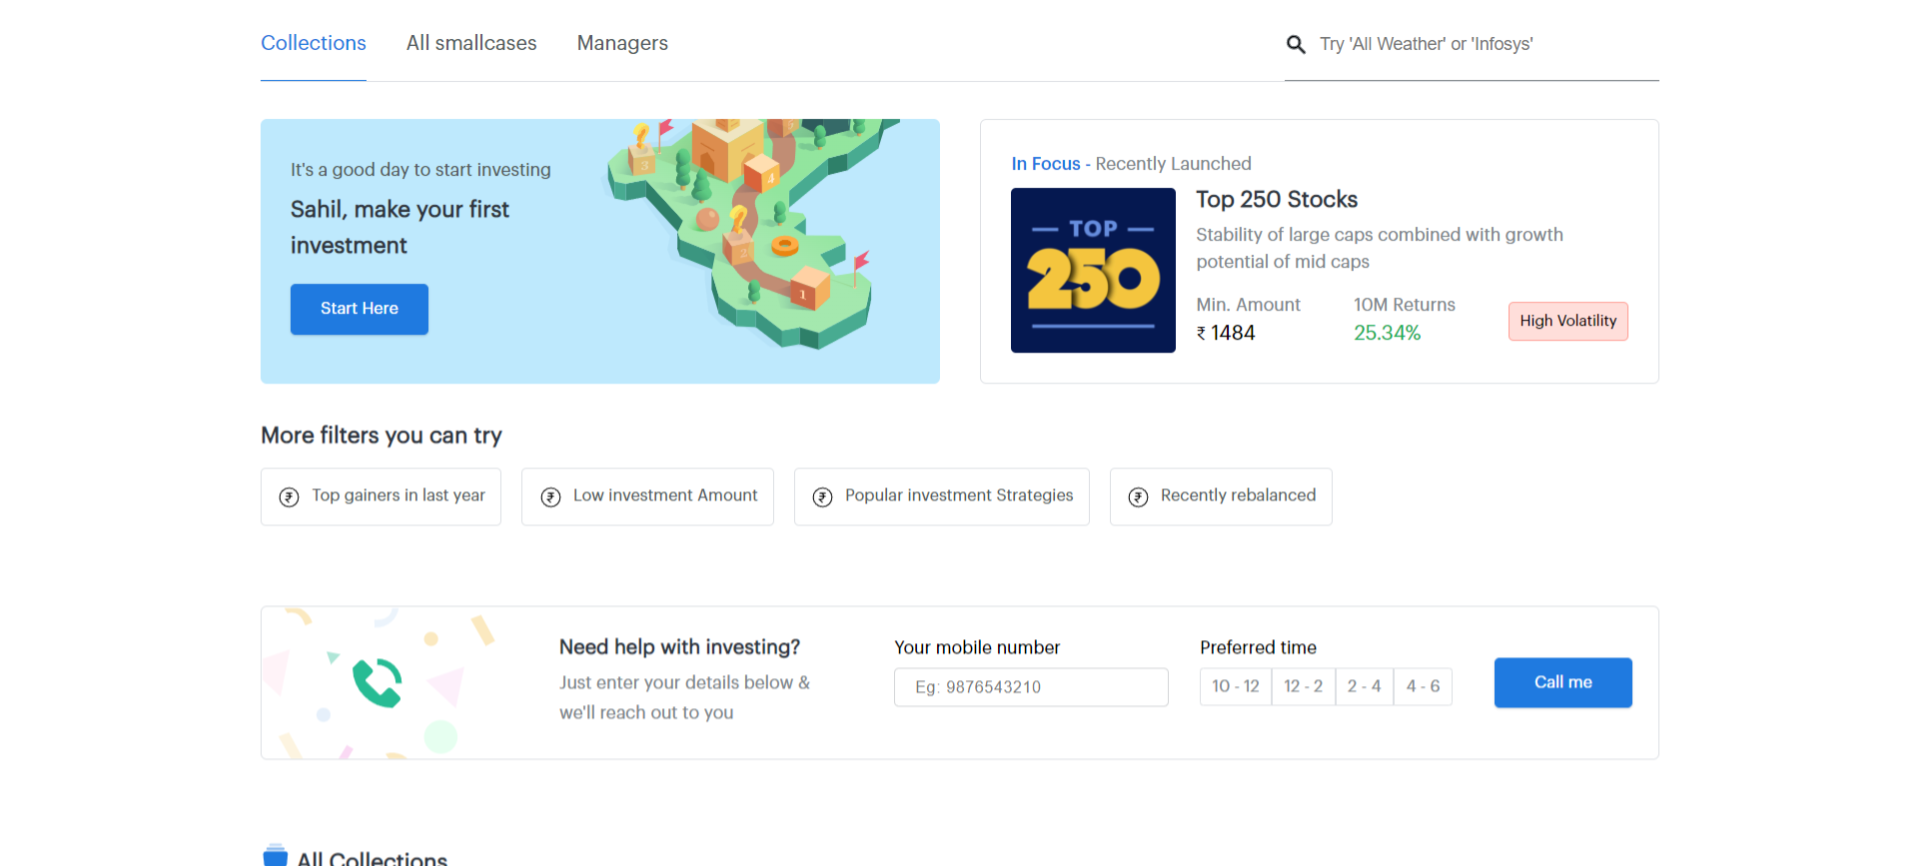 Collections
All smallcases
Managers
Try 'All Weather' or 'Infosys'
It's a good day to start investing
Sahil, make your first
investment
Start Here
3
4
2
1
In Focus - Recently Launched
TOP
250
Top 250 Stocks
Stability of large caps combined with growth
potential of mid caps
Min. Amount
₹ 1484
10M Returns
25.34%
High Volatility
More filters you can try
Top gainers in last year
Low investment Amount
Popular investment Strategies
Recently rebalanced
Need help with investing?
Just enter your details below &
we'll reach out to you
Your mobile number
Eg: 9876543210
Preferred time
10 - 12
12 - 2
2 - 4
4 - 6
Call me
All Collections